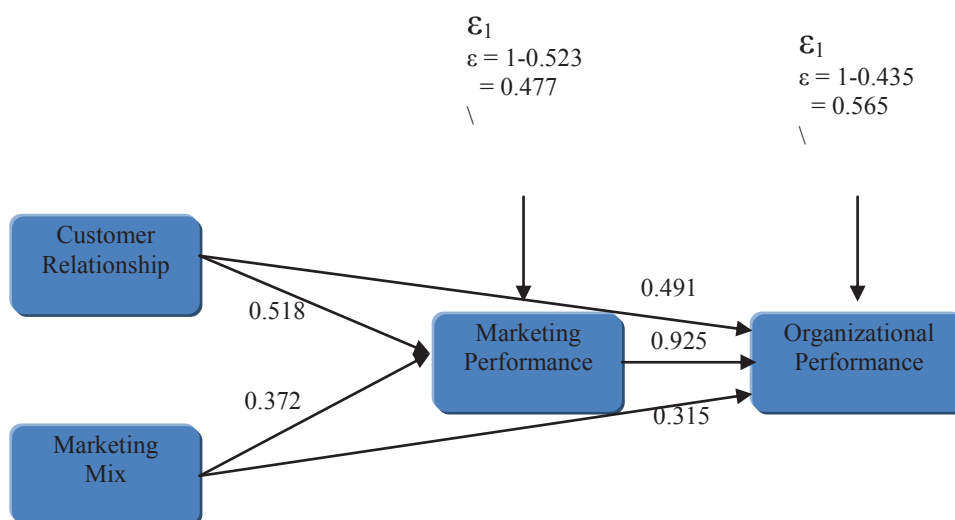 ε1
ε = 1-0.523
= 0.477
\
ε1
ε = 1-0.435
= 0.565
\
Customer
Relationship
0.491
0.518
Marketing
Performance
0.925
Organizational
Performance
0.372
0.315
Marketing
Mix